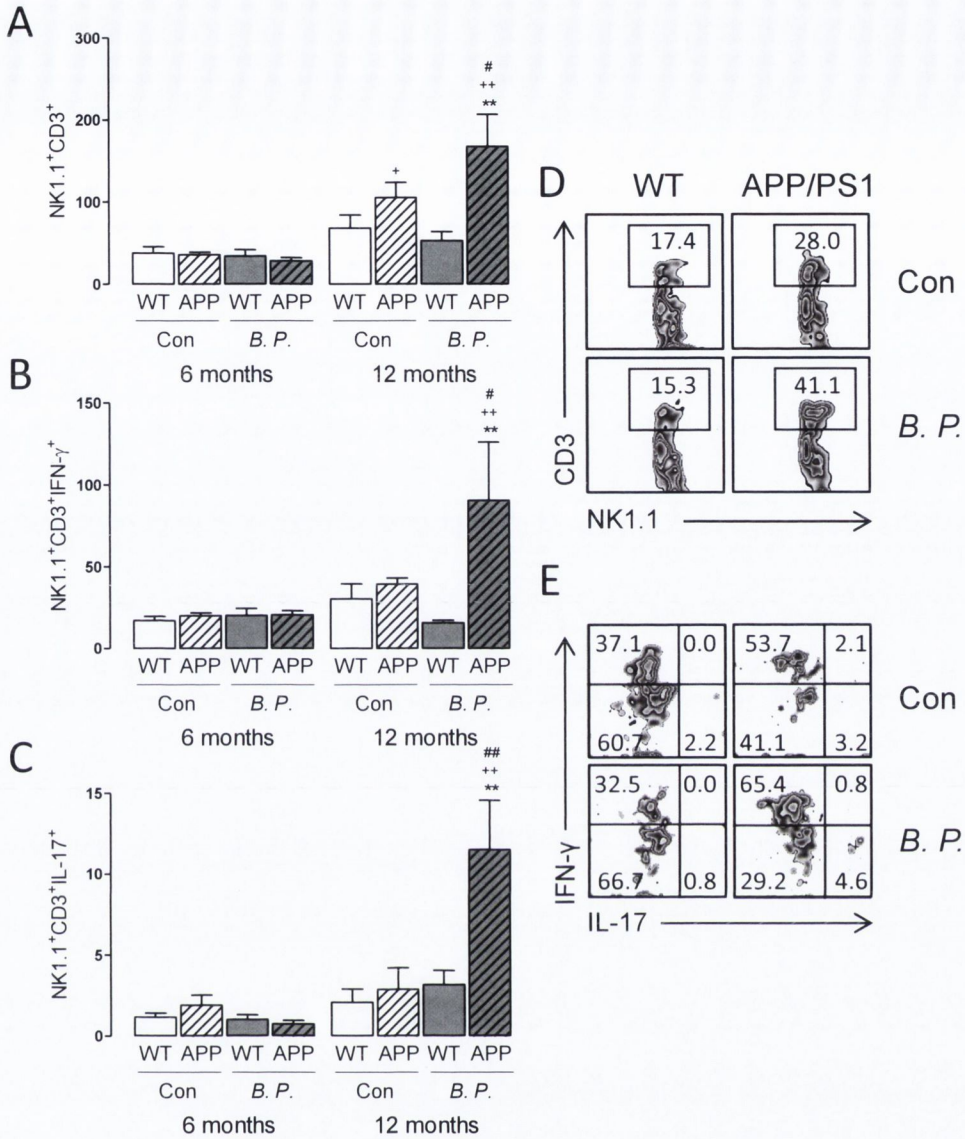 A
300
200
100
0
NK1.1+CD3+
+
#
++
**
WT APP WT APP WT APP WT APP
Con B. P. Con B. P.
6 months 12 months
B
150
100
50
0
NK1.1+CD3+IFN-γ+
#
++
**
WT APP WT APP WT APP WT APP
Con B. P. Con B. P.
6 months 12 months
C
15
10
5
0
NK1.1+CD3+IL-17+
##
++
**
WT APP WT APP WT APP WT APP
Con B. P. Con B. P.
6 months 12 months
D
WT APP/PS1
17.4 28.0
Con
15.3 41.1
B. P.
CD3
NK1.1
E
37.1 0.0 53.7 2.1
Con
60.7 2.2 41.1 3.2
32.5 0.0 65.4 0.8
B. P.
66.7 0.8 29.2 4.6
IFN-γ
IL-17